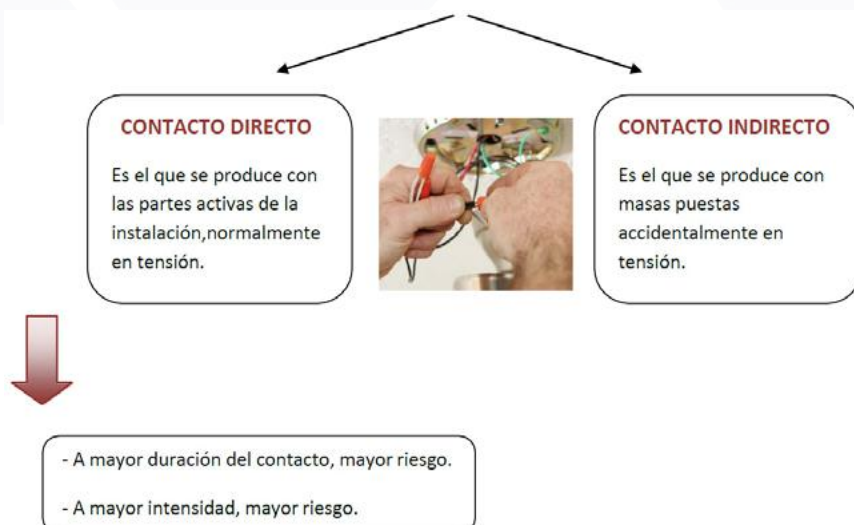 CONTACTO DIRECTO
Es el que se produce con
las partes activas de la
instalación,normalmente
en tensión.
CONTACTO INDIRECTO
Es el que se produce con
masas puestas
accidentalmente en
tensión.
- A mayor duración del contacto, mayor riesgo.
- A mayor intensidad, mayor riesgo.